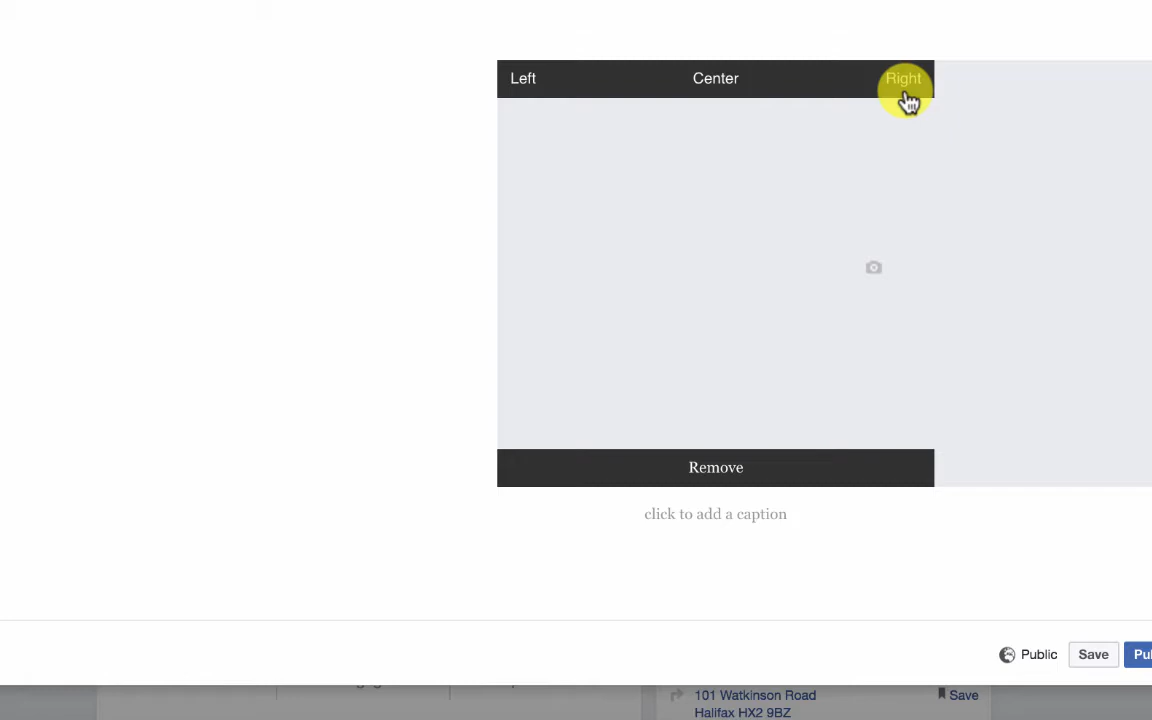 Left Center Right
Remove
click to add a caption
Public Save
101 Watkinson Road Save
Halifax HX2 9BZ